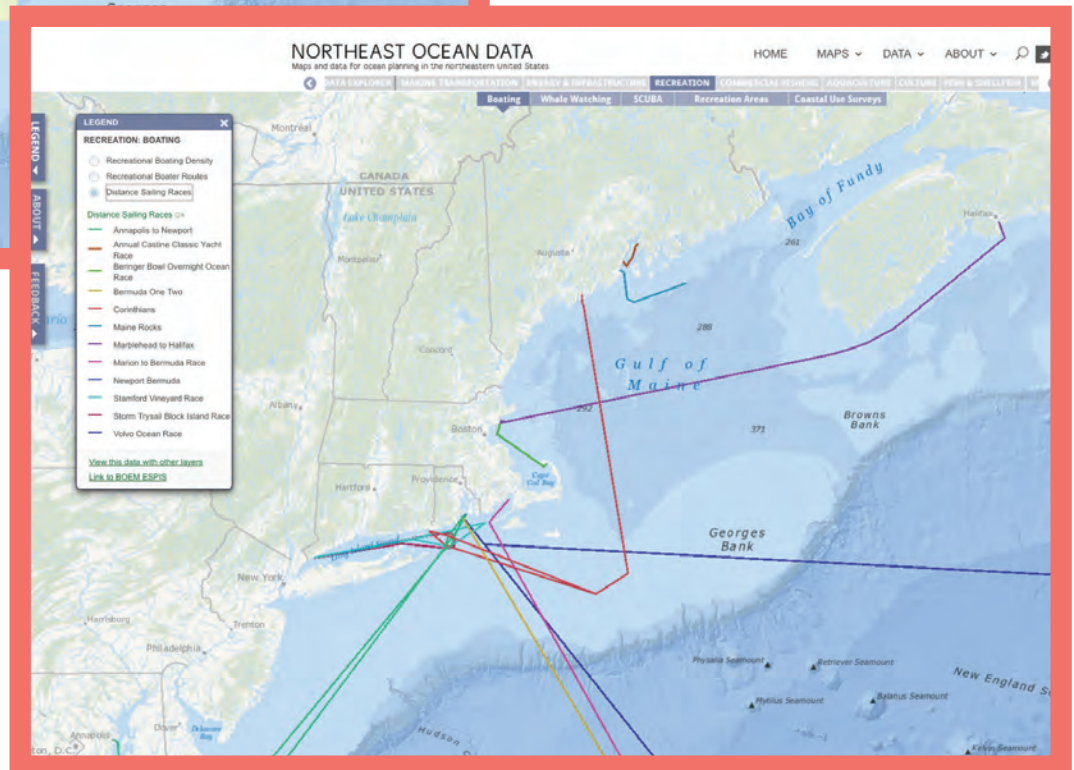 NORTHEAST OCEAN DATA
Maps and data for ocean planning in the northeastern United States
HOME MAPS DATA ABOUT
DATA EXPLORER MARINE TRANSPORTATION ENERGY & INFRASTRUCTURE RECREATION COMMERCIAL FISHING AQUACULTURE CULTURE FISH & SHELLFISH
Boating Whale Watching SCUBA Recreation Areas Coastal Use Surveys
LEGEND
ABOUT
FEEDBACK
LEGEND
RECREATION: BOATING
Recreational Boating Density
Recreational Boater Routes
Distance Sailing Races
Distance Sailing Races
Annapolis to Newport
Annual Castine Classic Yacht
Race
Beringer Bowl Overnight Ocean
Race
Bermuda One Two
Corinthians
Maine Rocks
Marblehead to Halifax
Marion to Bermuda Race
Newport Bermuda
Stamford Vineyard Race
Storm Trysail Block Island Race
Volvo Ocean Race
View this data with other layers
Link to BOEM ESPIS
Montréal
CANADA
UNITED STATES
Lake Champlain
Montpelier
Augusta
Bay of Fundy
Halifax
261
288
Gulf of
Maine
Concord
292
371
Browns
Bank
Albany
Boston
Cape
Cod Bay
Hartford
Providence
Long Island Sound
Georges
Bank
New York
Harrisburg
Trenton
Philadelphia
Physalia Seamount
Retriever Seamount
New England
Mytilus Seamount
Balanus Seamount
Dover
Delaware
Bay
Annapolis
Hudson
Kelvin Seamount